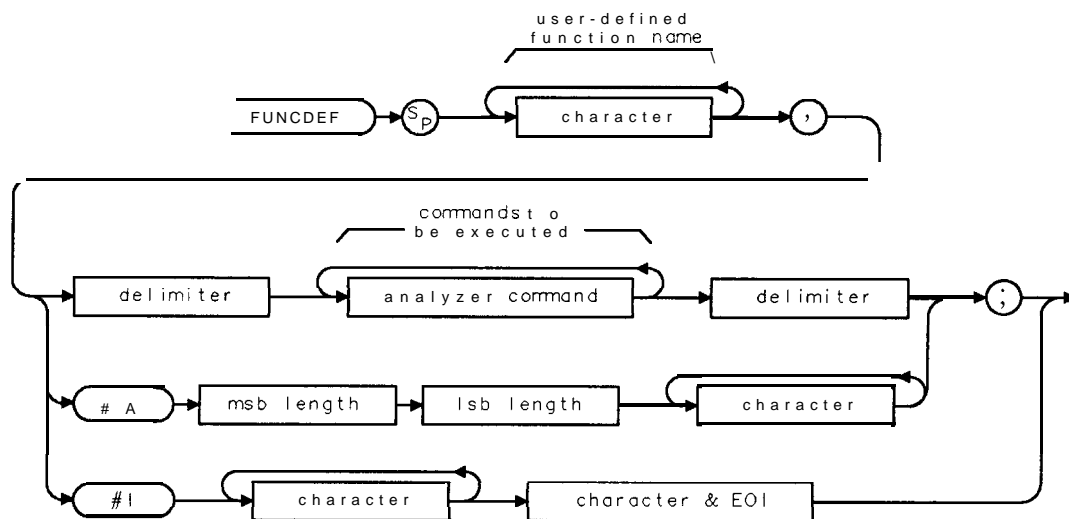 user-defined
function name
FUNCDEF
SP
character
,
commands to
be executed
delimiter
analyzer command
delimiter
;
# A
msb length
lsb length
character
#I
character
character & EOI